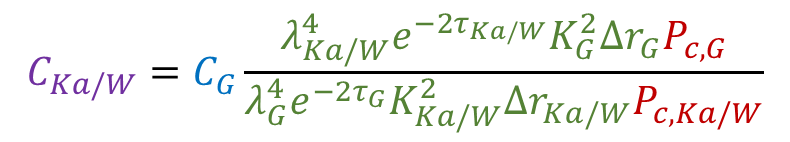 $C_{Ka/W} = C_G \frac{\lambda_{Ka/W}^4 e^{-2\tau_{Ka/W}} K_G^2 \Delta r_G P_{c,G}}{\lambda_G^4 e^{-2\tau_G} K_{Ka/W}^2 \Delta r_{Ka/W} P_{c,Ka/W}}$